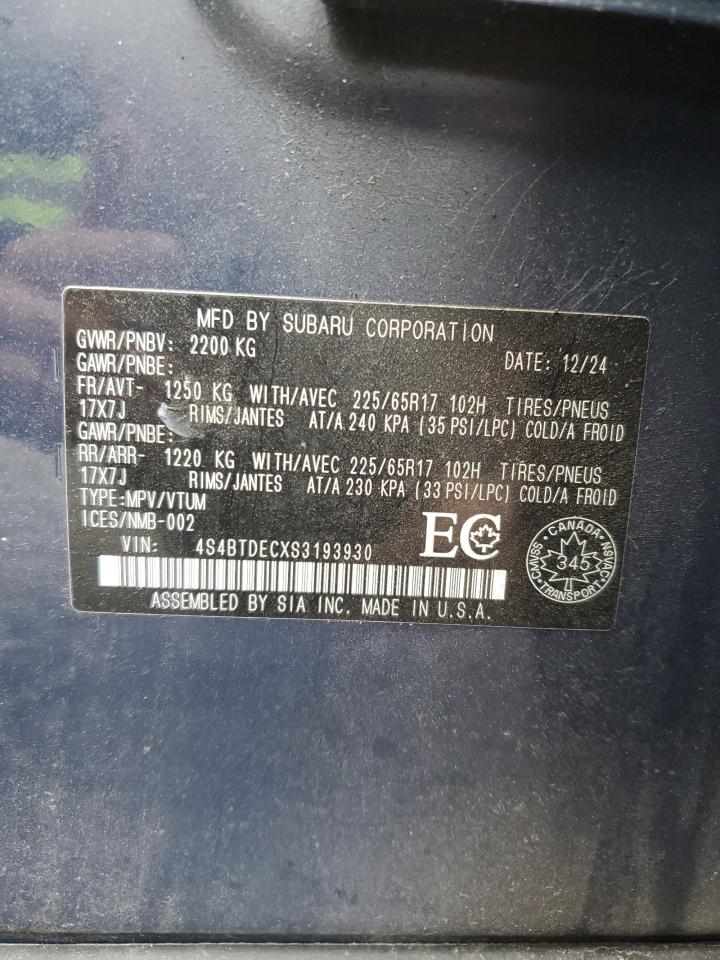 MFD BY SUBARU CORPORATION
GVWR/PNBV: 2200 KG DATE: 12/24
GAWR/PNBE:
FR/AVT- 1250 KG WITH/AVEC 225/65R17 102H TIRES/PNEUS
17X7J RIMS/JANTES AT/A 240 KPA (35 PSI/LPC) COLD/A FROID
GAWR/PNBE:
RR/ARR- 1220 KG WITH/AVEC 225/65R17 102H TIRES/PNEUS
17X7J RIMS/JANTES AT/A 230 KPA (33 PSI/LPC) COLD/A FROID
TYPE:MPV/VTUM
ICES/NMB-002
VIN: 4S4BTDECXS3193930
EC
CANADA
CMVSS 345 NSVAC
TRANSPORT
ASSEMBLED BY SIA INC. MADE IN U.S.A.